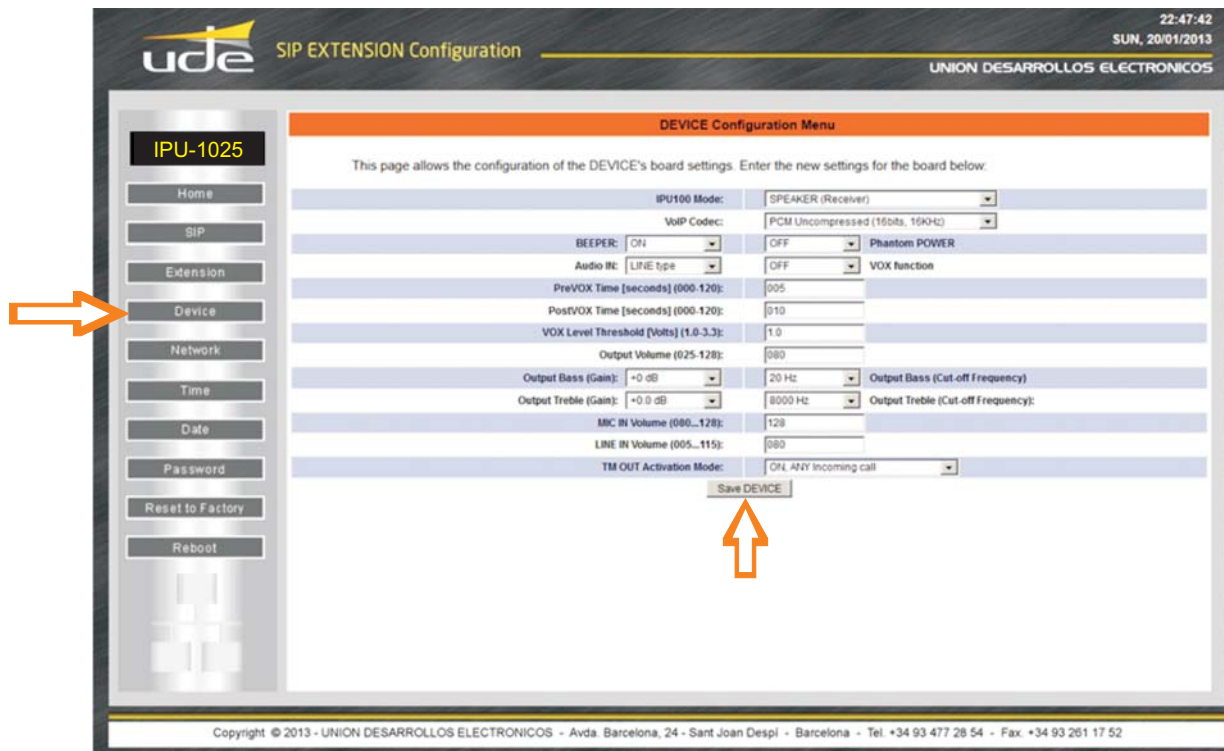 22:47:42
SUN, 20/01/2013
ude
SIP EXTENSION Configuration
UNION DESARROLLOS ELECTRONICOS
IPU-1025
Home
SIP
Extension
Device
Network
Time
Date
Password
Reset to Factory
Reboot
DEVICE Configuration Menu
This page allows the configuration of the DEVICE's board settings. Enter the new settings for the board below:
IPU100 Mode: SPEAKER (Receiver)
VoIP Codec: PCM Uncompressed (16bits, 16KHz)
BEEPER: ON OFF Phantom POWER
Audio IN: LINE type OFF VOX function
PreVOX Time [seconds] (000-120): 005
PostVOX Time [seconds] (000-120): 010
VOX Level Threshold [Volts] (1.0-3.3): 1.0
Output Volume (025-128): 080
Output Bass (Gain): +0 dB 20 Hz Output Bass (Cut-off Frequency)
Output Treble (Gain): +0.0 dB 8000 Hz Output Treble (Cut-off Frequency):
MIC IN Volume (080...128): 128
LINE IN Volume (005...115): 080
TM OUT Activation Mode: ON, ANY Incoming call
Save DEVICE
Copyright © 2013 - UNION DESARROLLOS ELECTRONICOS - Avda. Barcelona, 24 - Sant Joan Despí - Barcelona - Tel. +34 93 477 28 54 - Fax. +34 93 261 17 52